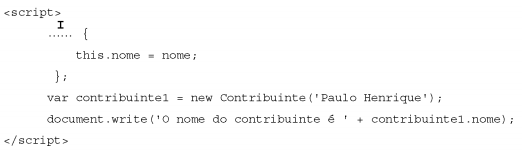 <script>
I
...... {
this.nome = nome;
};
var contribuinte1 = new Contribuinte('Paulo Henrique');
document.write('O nome do contribuinte é ' + contribuinte1.nome);
</script>